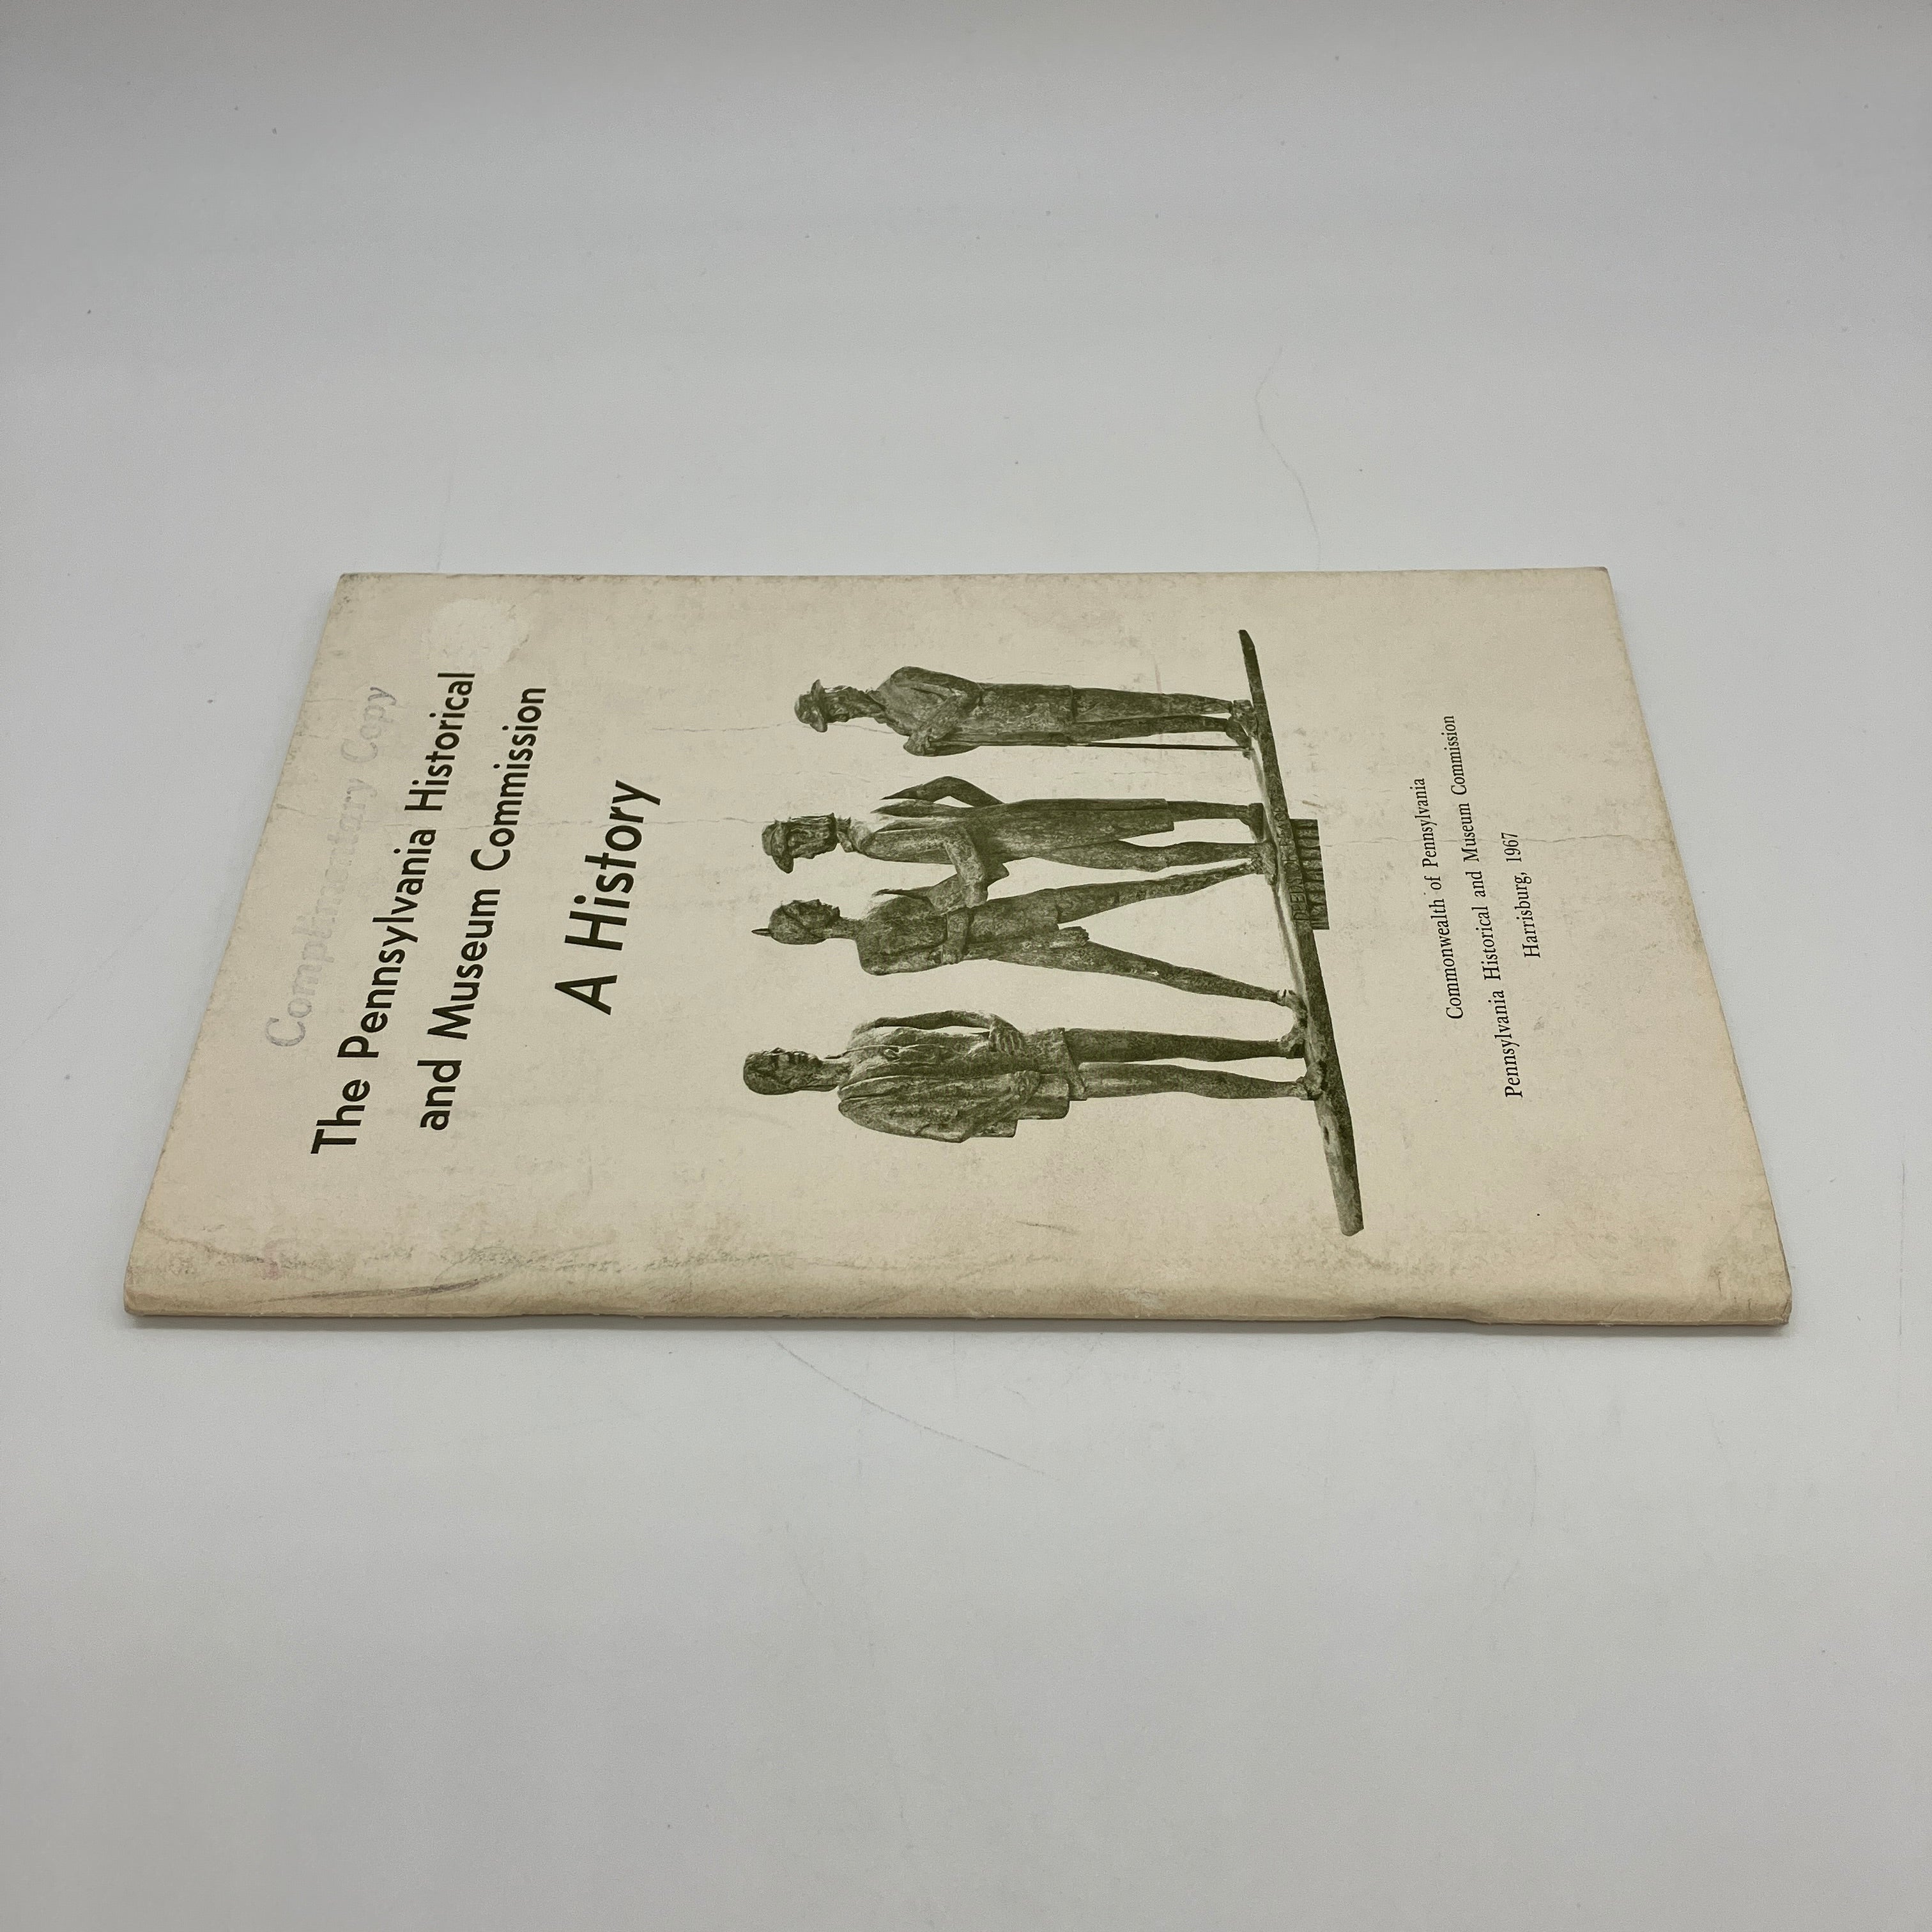 Complimentary Copy
The Pennsylvania Historical
and Museum Commission
A History
Commonwealth of Pennsylvania
Pennsylvania Historical and Museum Commission
Harrisburg, 1967